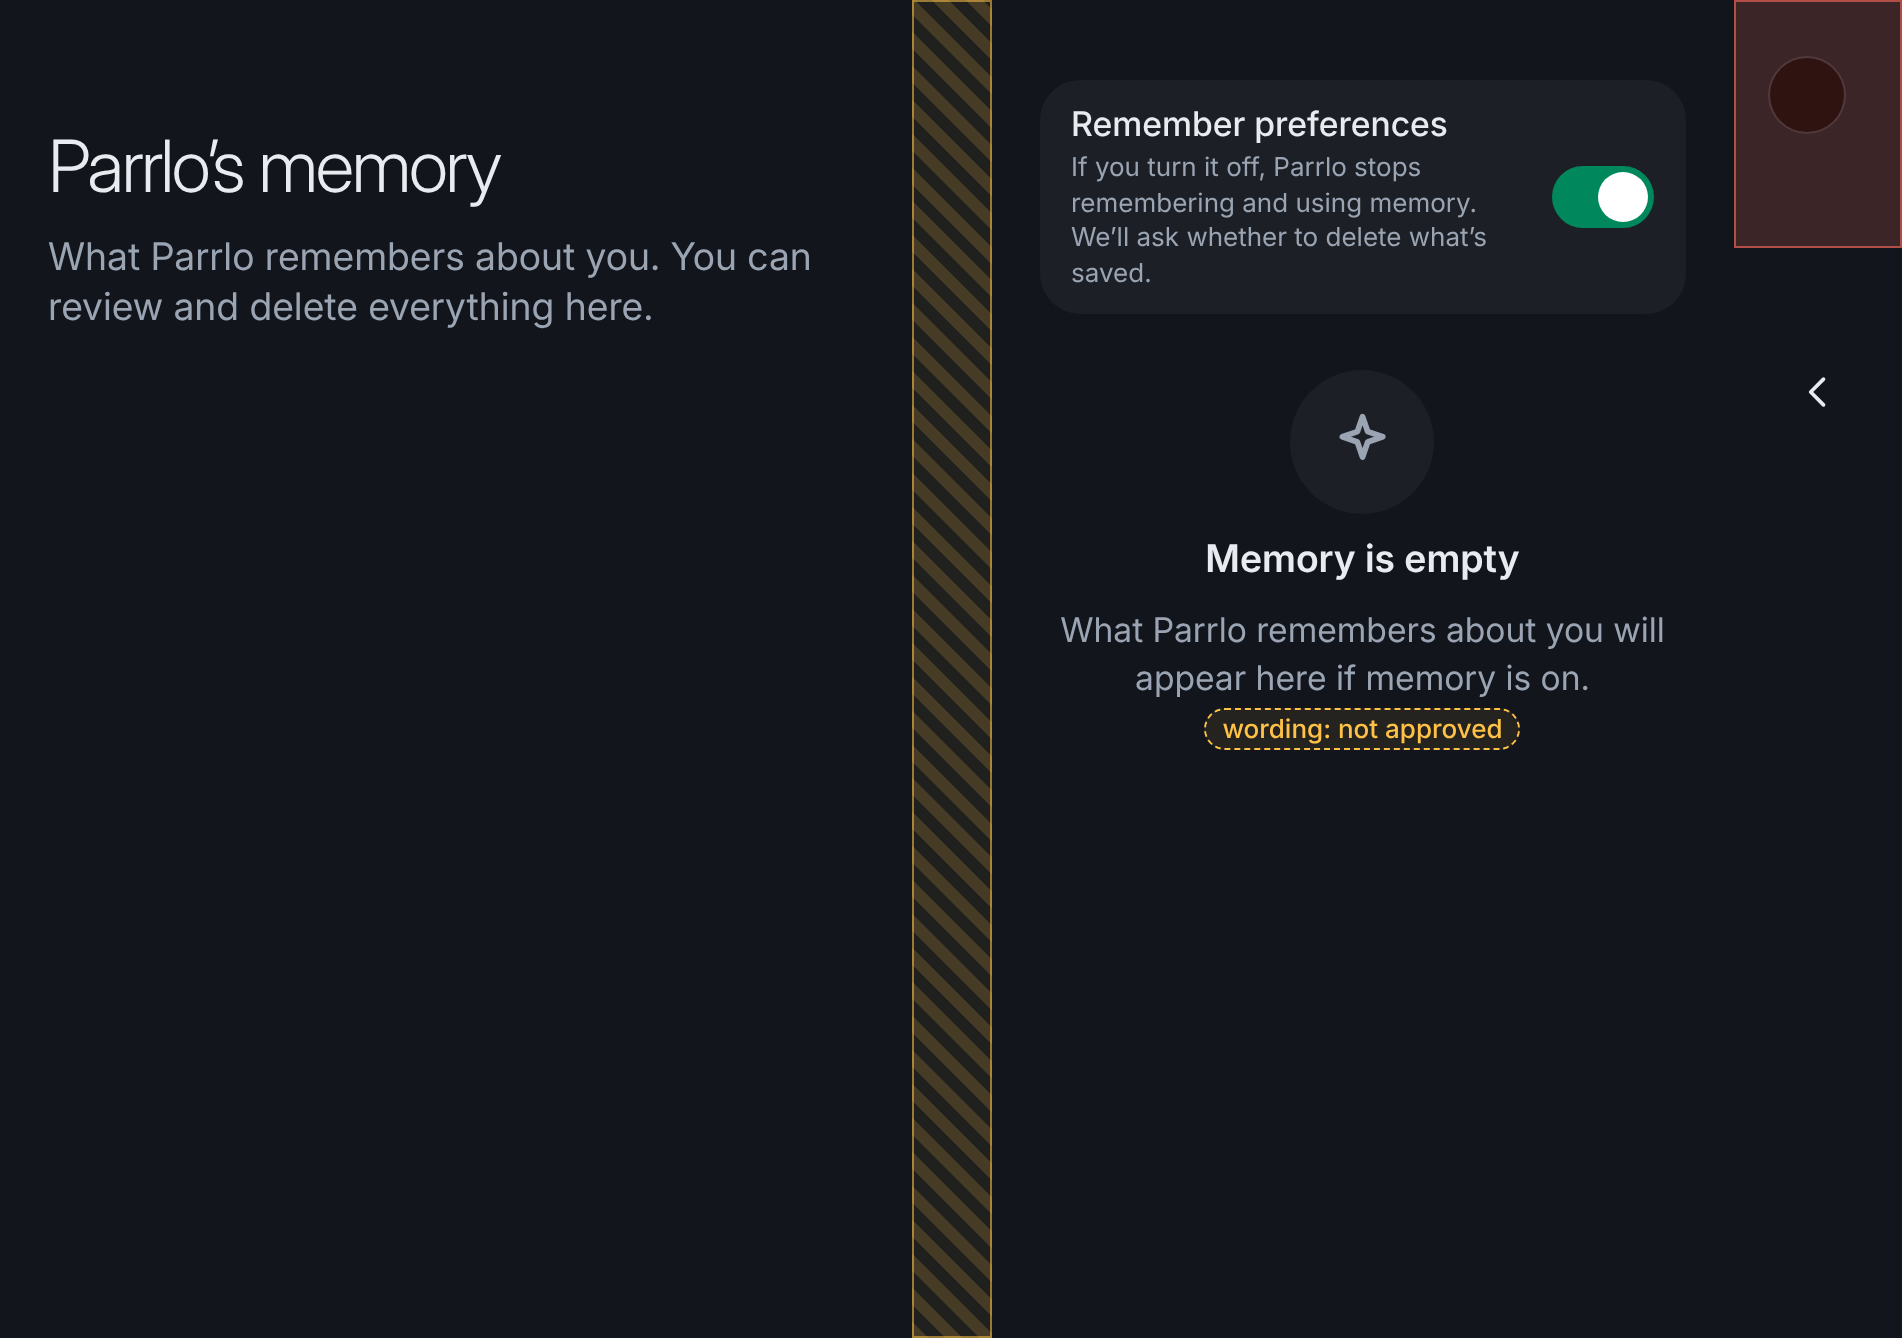 Parrlo’s memory
What Parrlo remembers about you. You can
review and delete everything here.
Remember preferences
If you turn it off, Parrlo stops
remembering and using memory.
We’ll ask whether to delete what’s
saved.
Memory is empty
What Parrlo remembers about you will
appear here if memory is on.
wording: not approved